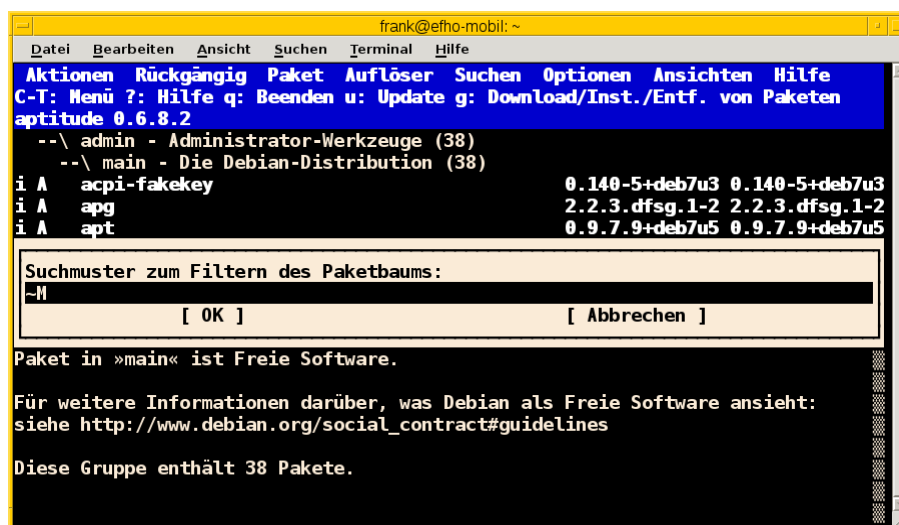 frank@efho-mobil: ~
Datei Bearbeiten Ansicht Suchen Terminal Hilfe
Aktionen Rückgängig Paket Auflöser Suchen Optionen Ansichten Hilfe
C-T: Menü ?: Hilfe q: Beenden u: Update g: Download/Inst./Entf. von Paketen
aptitude 0.6.8.2
--\ admin - Administrator-Werkzeuge (38)
--\ main - Die Debian-Distribution (38)
i A acpi-fakekey 0.140-5+deb7u3 0.140-5+deb7u3
i A apg 2.2.3.dfsg.1-2 2.2.3.dfsg.1-2
i A apt 0.9.7.9+deb7u5 0.9.7.9+deb7u5
Suchmuster zum Filtern des Paketbaums:
~M
[ OK ] [ Abbrechen ]
Paket in »main« ist Freie Software.
Für weitere Informationen darüber, was Debian als Freie Software ansieht:
siehe http://www.debian.org/social_contract#guidelines
Diese Gruppe enthält 38 Pakete.